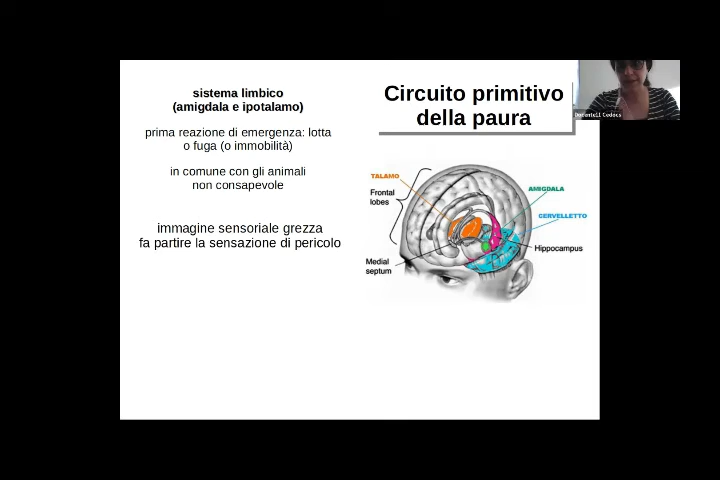 sistema limbico
(amigdala e ipotalamo)
prima reazione di emergenza: lotta
o fuga (o immobilità)
in comune con gli animali
non consapevole
immagine sensoriale grezza
fa partire la sensazione di pericolo
Circuito primitivo
della paura
TALAMO
Frontal
lobes
AMIGDALA
CERVELLETTO
Hippocampus
Medial
septum
Docenti01 Cedocs